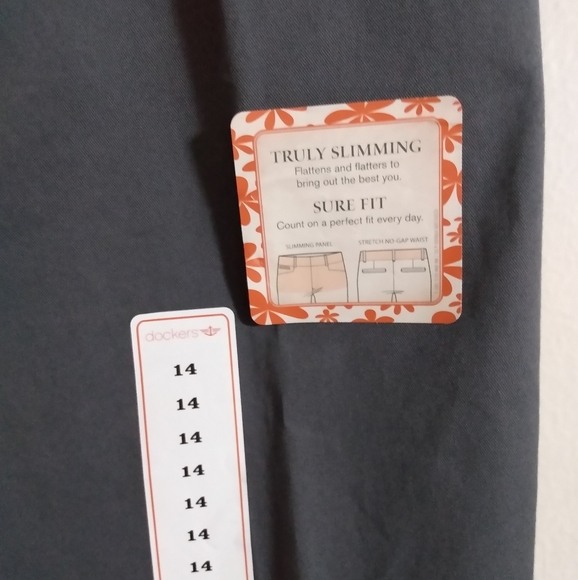 TRULY SLIMMING
Flattens and flatters to
bring out the best you.
SURE FIT
Count on a perfect fit every day.
SLIMMING PANEL
STRETCH NO-GAP WAIST
dockers
14
14
14
14
14
14
14